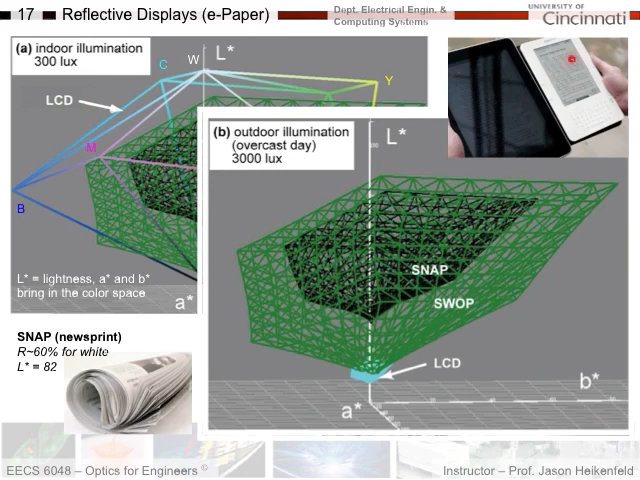 17 Reflective Displays (e-Paper)
Dept. Electrical Engin. &
Computing Systems
UNIVERSITY OF
Cincinnati
(a) indoor illumination
300 lux
L*
C
W
Y
LCD
M
B
L* = lightness, a* and b*
bring in the color space
a*
(b) outdoor illumination
(overcast day)
3000 lux
L*
SNAP
SWOP
LCD
b*
a*
SNAP (newsprint)
R~60% for white
L* = 82
EECS 6048 – Optics for Engineers ©
Instructor – Prof. Jason Heikenfeld